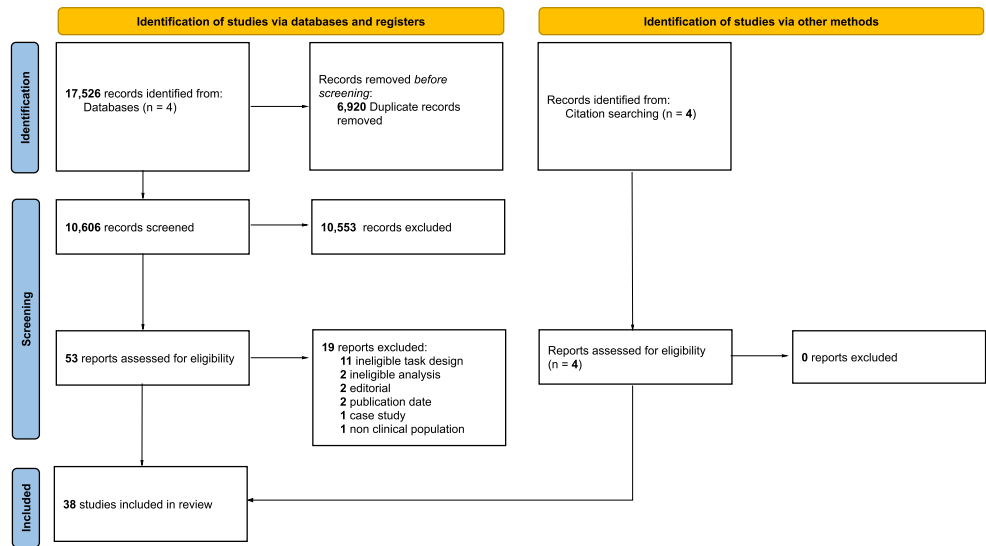 Identification of studies via databases and registers
Identification of studies via other methods
Identification
17,526 records identified from:
Databases (n = 4)
Records removed before
screening:
6,920 Duplicate records
removed
Records identified from:
Citation searching (n = 4)
Screening
10,606 records screened
10,553 records excluded
53 reports assessed for eligibility
19 reports excluded:
11 ineligible task design
2 ineligible analysis
2 editorial
2 publication date
1 case study
1 non clinical population
Reports assessed for eligibility
(n = 4)
0 reports excluded
Included
38 studies included in review